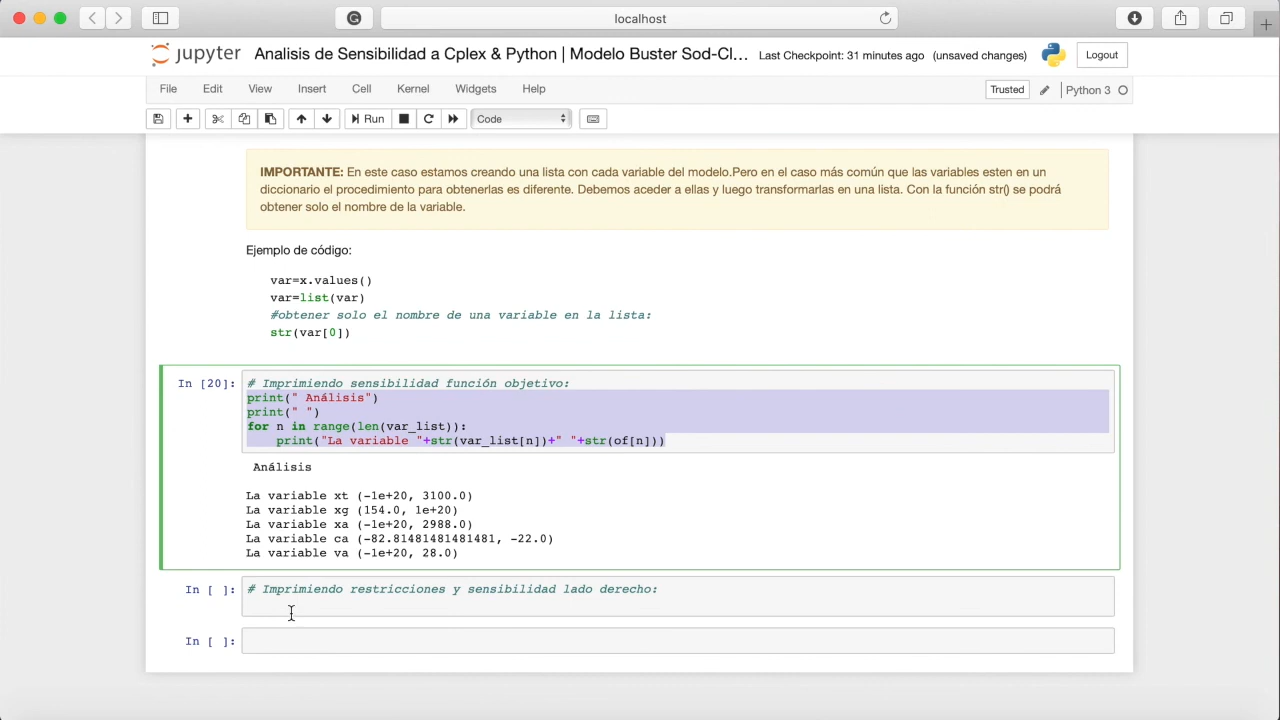 localhost
jupyter Analisis de Sensibilidad a Cplex & Python | Modelo Buster Sod-Cl... Last Checkpoint: 31 minutes ago (unsaved changes) Logout
File Edit View Insert Cell Kernel Widgets Help Trusted Python 3
Run Code
IMPORTANTE: En este caso estamos creando una lista con cada variable del modelo.Pero en el caso más común que las variables esten en un
diccionario el procedimiento para obtenerlas es diferente. Debemos aceder a ellas y luego transformarlas en una lista. Con la función str() se podrá
obtener solo el nombre de la variable.
Ejemplo de código:
var=x.values()
var=list(var)
#obtener solo el nombre de una variable en la lista:
str(var[0])
In [20]: # Imprimiendo sensibilidad función objetivo:
print(" Análisis")
print(" ")
for n in range(len(var_list)):
print("La variable "+str(var_list[n])+" "+str(of[n]))
Análisis
La variable xt (-1e+20, 3100.0)
La variable xg (154.0, 1e+20)
La variable xa (-1e+20, 2988.0)
La variable ca (-82.81481481481481, -22.0)
La variable va (-1e+20, 28.0)
In [ ]: # Imprimiendo restricciones y sensibilidad lado derecho:
In [ ]: